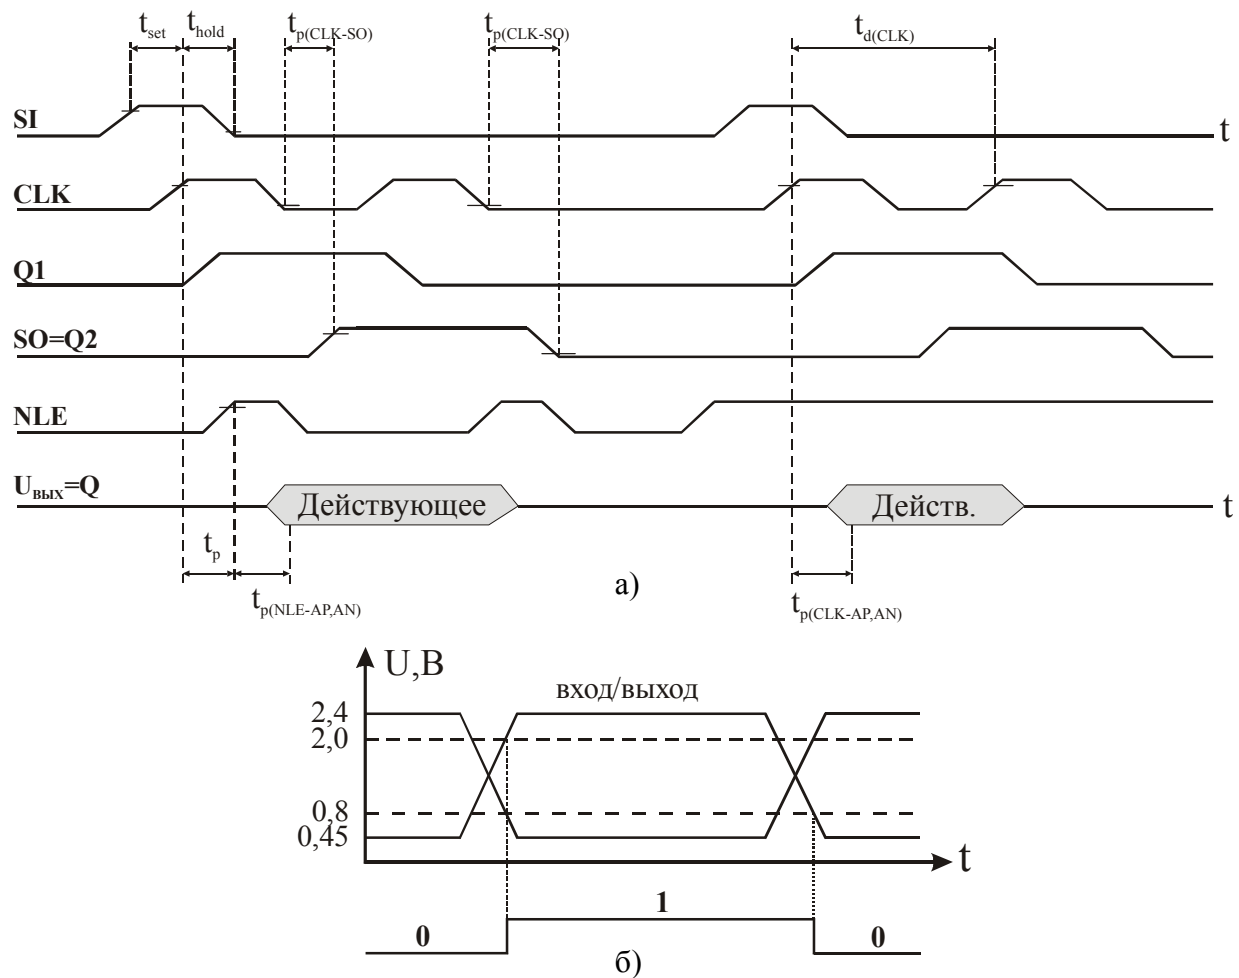 t_set t_hold t_p(CLK-SO) t_p(CLK-SO) t_d(CLK)
SI t
CLK
Q1
SO=Q2
NLE
U_вых=Q Действующее Действ. t
t_p
t_p(NLE-AP,AN) t_p(CLK-AP,AN)
а)
U,В
вход/выход
2,4
2,0
0,8
0,45
t
1
0 0
б)